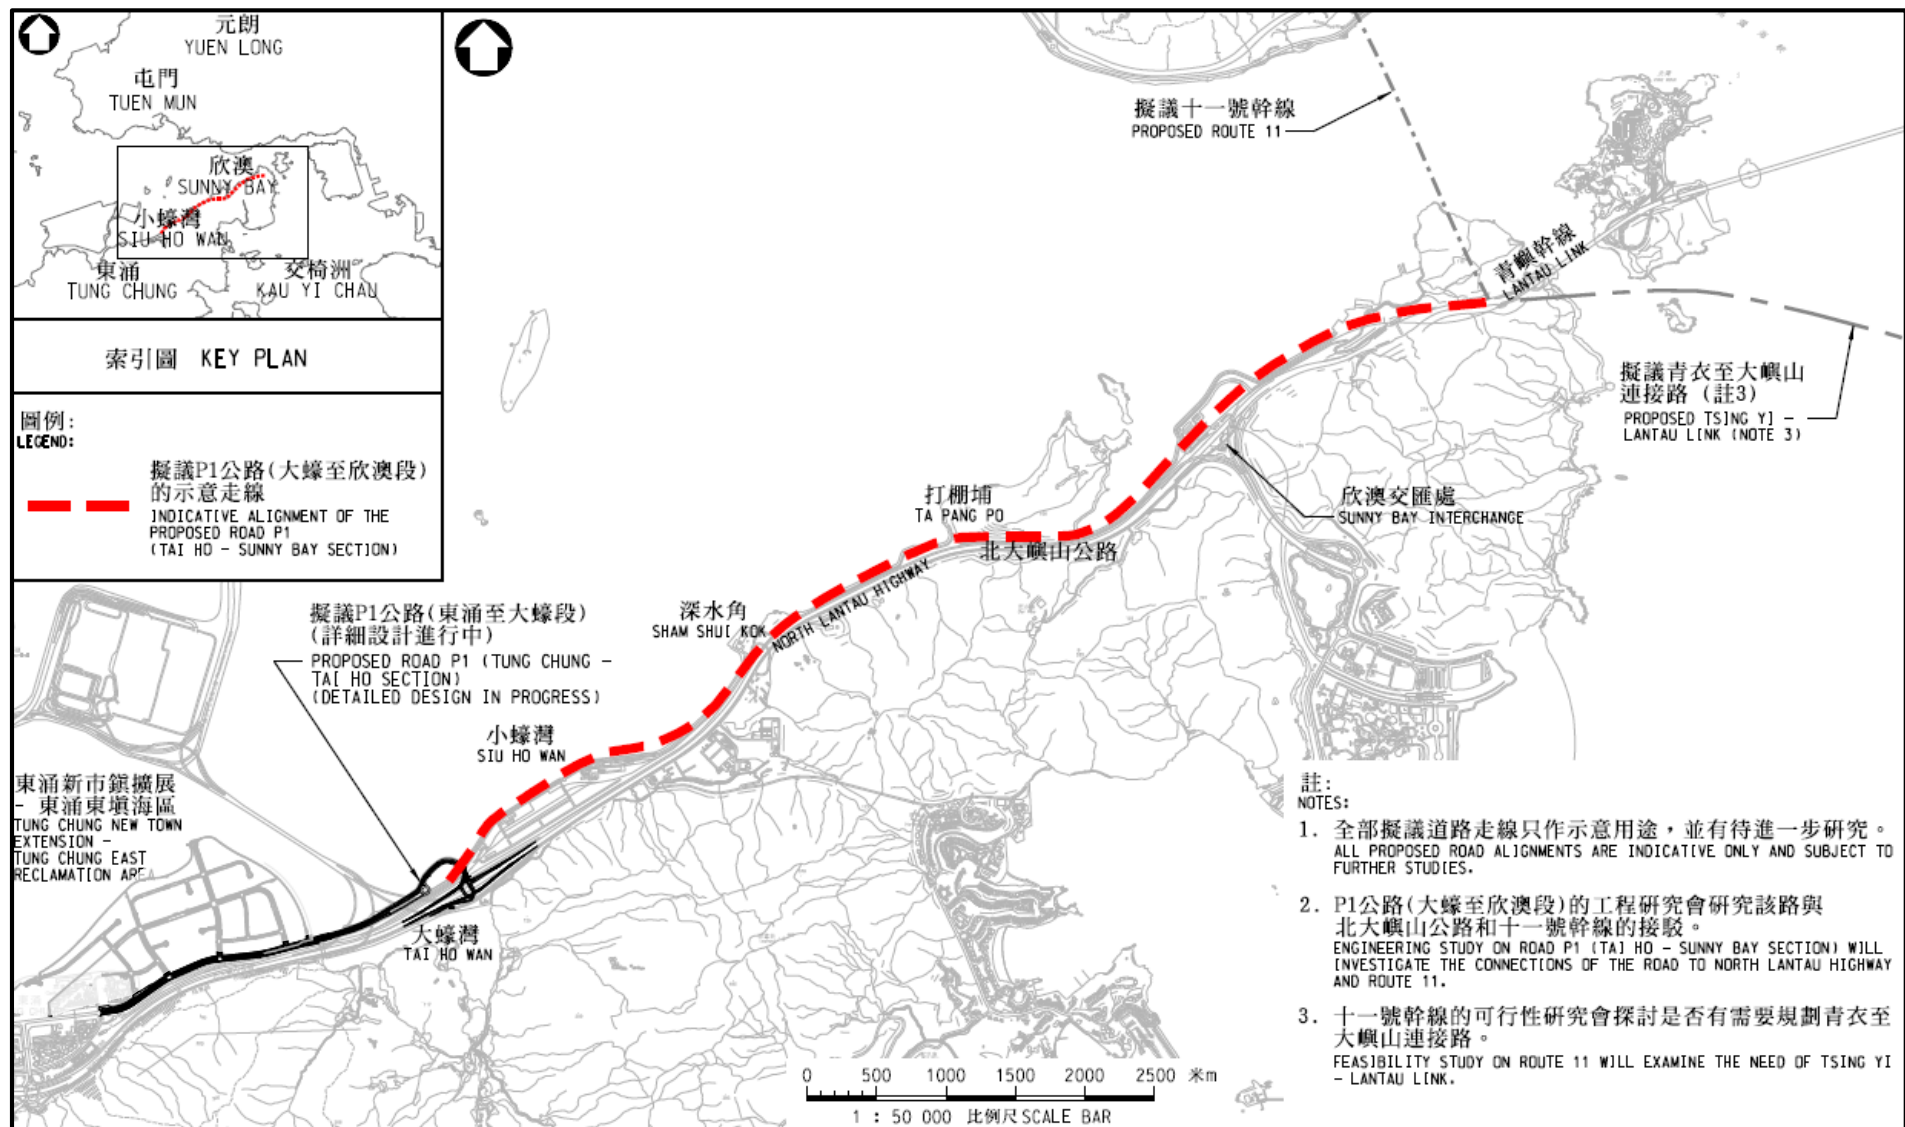 元朗
YUEN LONG
屯門
TUEN MUN
欣澳
SUNNY BAY
小蠔灣
SIU HO WAN
東涌
TUNG CHUNG
交椅洲
KAU YI CHAU
索引圖 KEY PLAN
圖例:
LEGEND:
擬議P1公路(大蠔至欣澳段)
的示意走線
INDICATIVE ALIGNMENT OF THE
PROPOSED ROAD P1
(TAI HO - SUNNY BAY SECTION)
擬議十一號幹線
PROPOSED ROUTE 11
青嶼幹線
LANTAU LINK
擬議青衣至大嶼山
連接路 (註3)
PROPOSED TSING YI -
LANTAU LINK (NOTE 3)
欣澳交匯處
SUNNY BAY INTERCHANGE
打棚埔
TA PANG PO
北大嶼山公路
NORTH LANTAU HIGHWAY
深水角
SHAM SHUI KOK
擬議P1公路(東涌至大蠔段)
(詳細設計進行中)
PROPOSED ROAD P1 (TUNG CHUNG -
TAI HO SECTION)
(DETAILED DESIGN IN PROGRESS)
小蠔灣
SIU HO WAN
東涌新市鎮擴展
- 東涌東填海區
TUNG CHUNG NEW TOWN
EXTENSION -
TUNG CHUNG EAST
RECLAMATION AREA
大蠔灣
TAI HO WAN
註:
NOTES:
1. 全部擬議道路走線只作示意用途,並有待進一步研究。
ALL PROPOSED ROAD ALIGNMENTS ARE INDICATIVE ONLY AND SUBJECT TO
FURTHER STUDIES.
2. P1公路(大蠔至欣澳段)的工程研究會研究該路與
北大嶼山公路和十一號幹線的接駁。
ENGINEERING STUDY ON ROAD P1 (TAI HO - SUNNY BAY SECTION) WILL
INVESTIGATE THE CONNECTIONS OF THE ROAD TO NORTH LANTAU HIGHWAY
AND ROUTE 11.
3. 十一號幹線的可行性研究會探討是否有需要規劃青衣至
大嶼山連接路。
FEASIBILITY STUDY ON ROUTE 11 WILL EXAMINE THE NEED OF TSING YI
- LANTAU LINK.
0 500 1000 1500 2000 2500 米m
1 : 50 000 比例尺 SCALE BAR